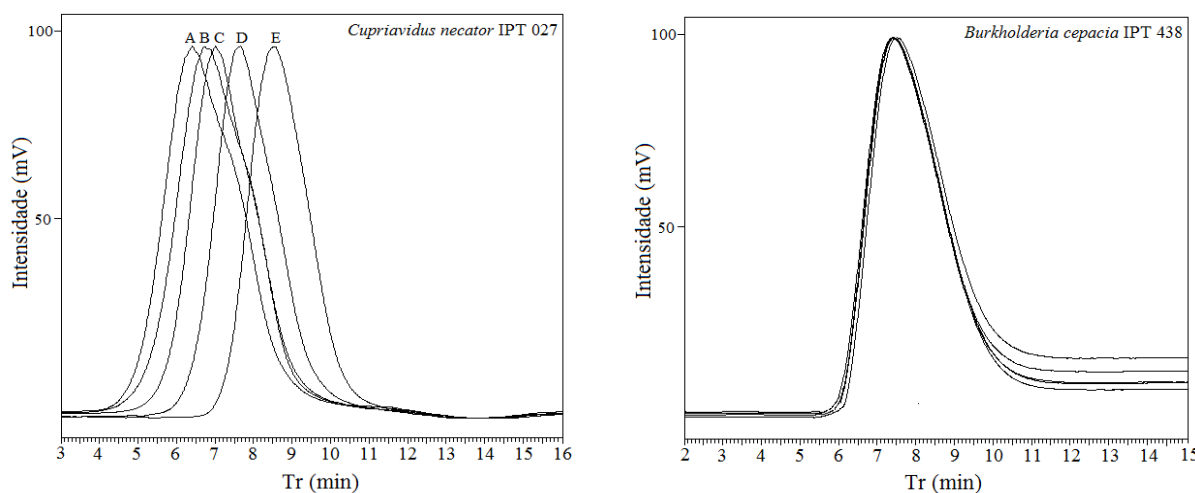 Cupriavidus necator IPT 027
100
A B C D E
50
Intensidade (mV)
3 4 5 6 7 8 9 10 11 12 13 14 15 16
Tr (min)
Burkholderia cepacia IPT 438
100
50
Intensidade (mV)
2 3 4 5 6 7 8 9 10 11 12 13 14 15
Tr (min)